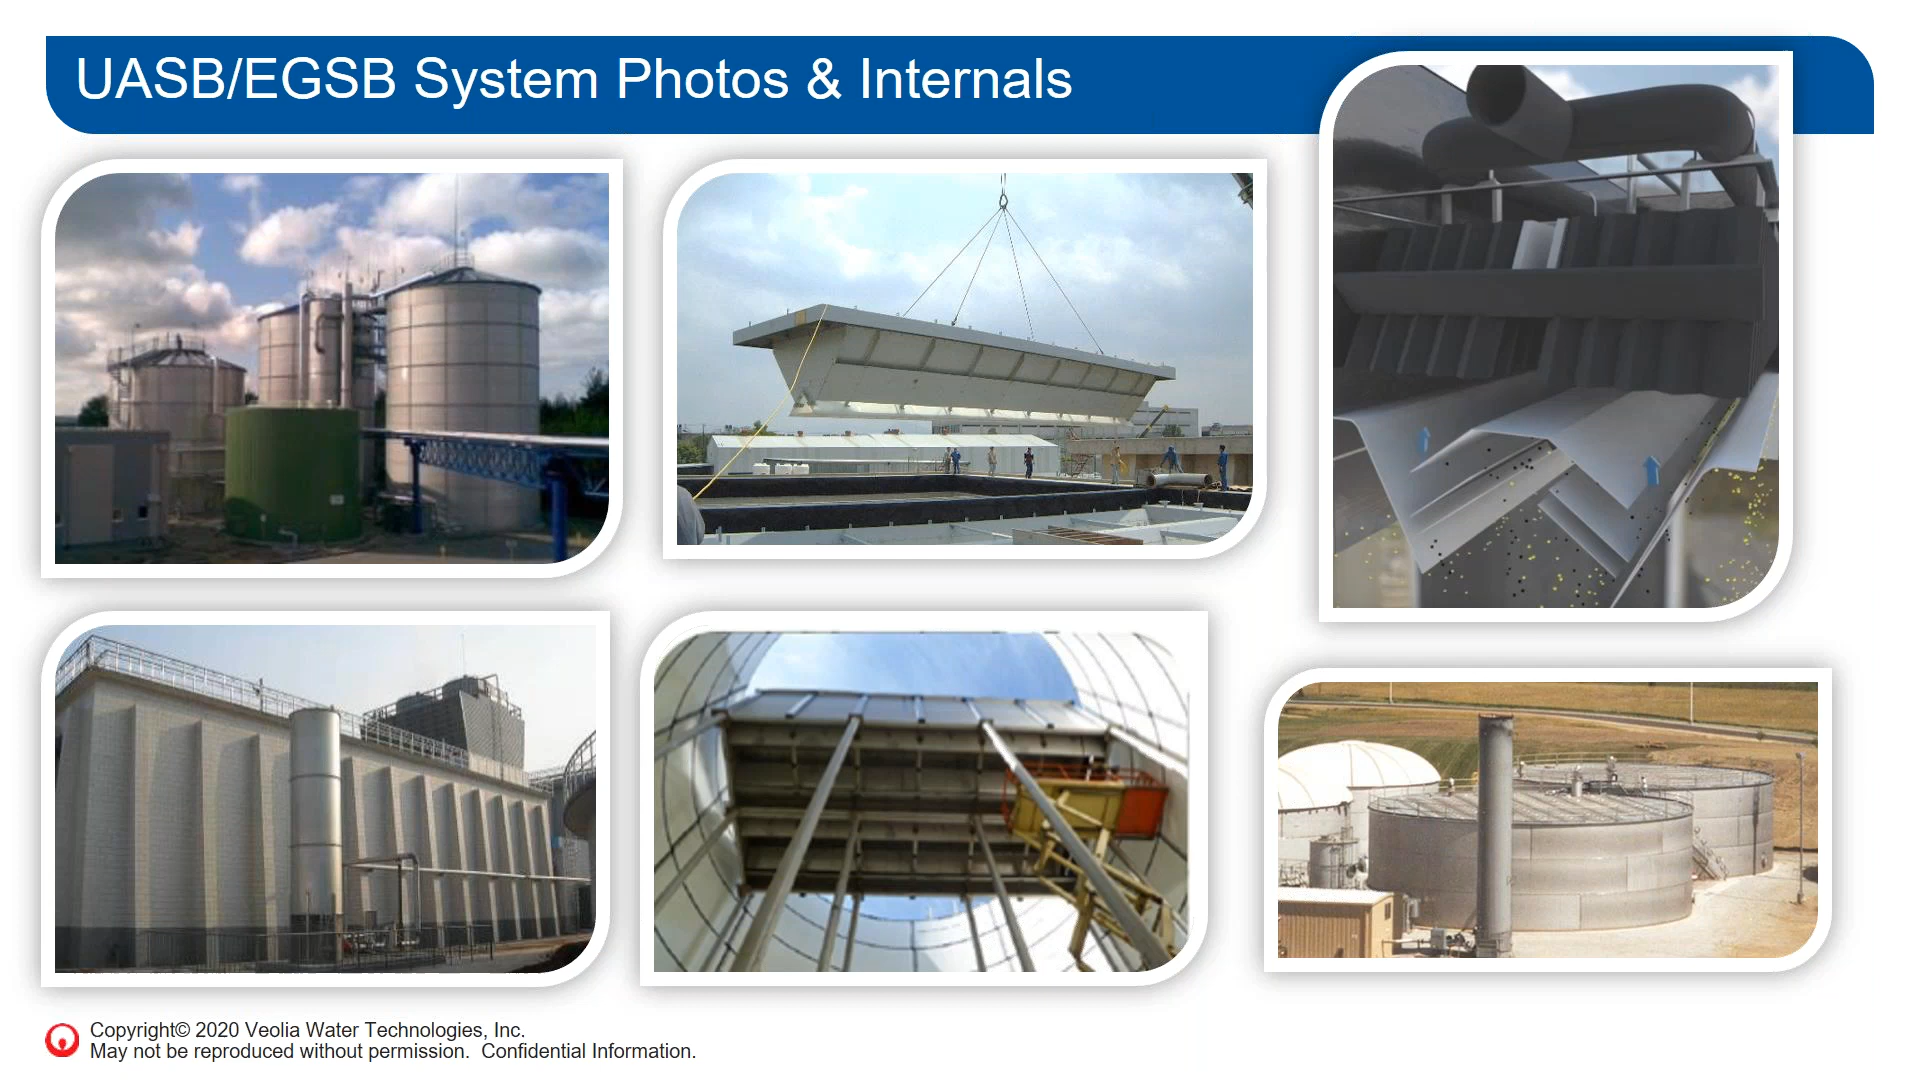 UASB/EGSB System Photos & Internals
Copyright© 2020 Veolia Water Technologies, Inc.
May not be reproduced without permission.  Confidential Information.